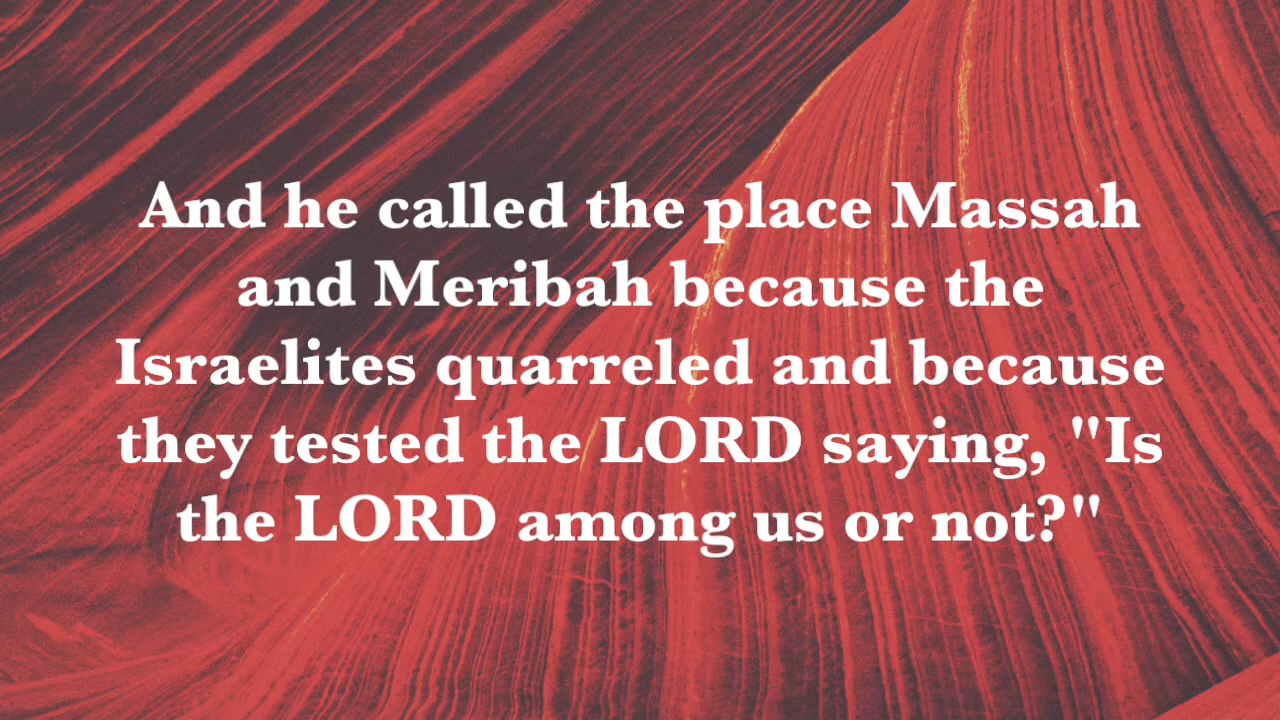 And he called the place Massah
and Meribah because the
Israelites quarreled and because
they tested the LORD saying, "Is
the LORD among us or not?"